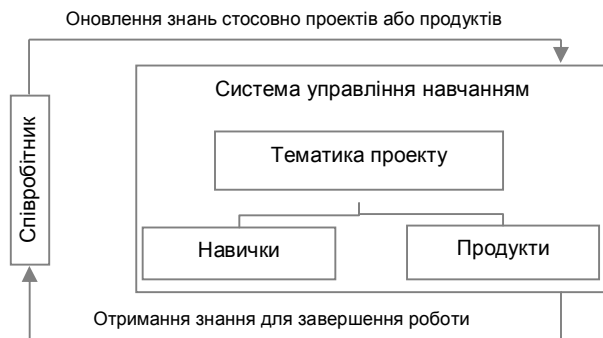 Оновлення знань стосовно проектів або продуктів
Система управління навчанням
Тематика проекту
Співробітник
Навички
Продукти
Отримання знання для завершення роботи